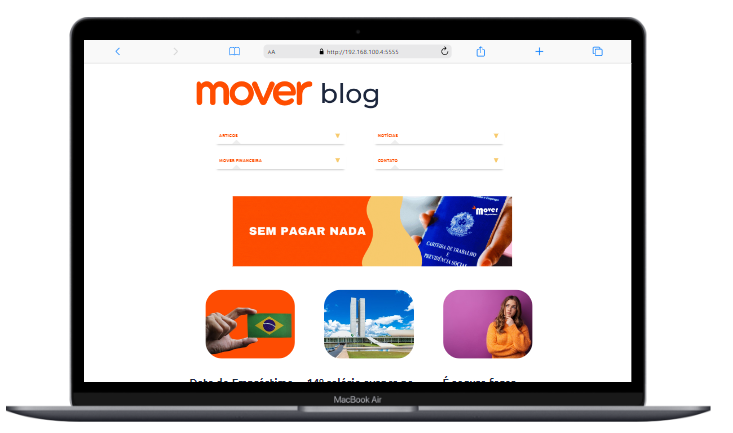 AA http://192.168.100.4:5555
mover blog
ARTIGOS
NOTÍCIAS
MOVER FINANCEIRA
CONTATO
SEM PAGAR NADA
mover
CARTEIRA DE TRABALHO
E
PREVIDÊNCIA SOCIAL
MacBook Air